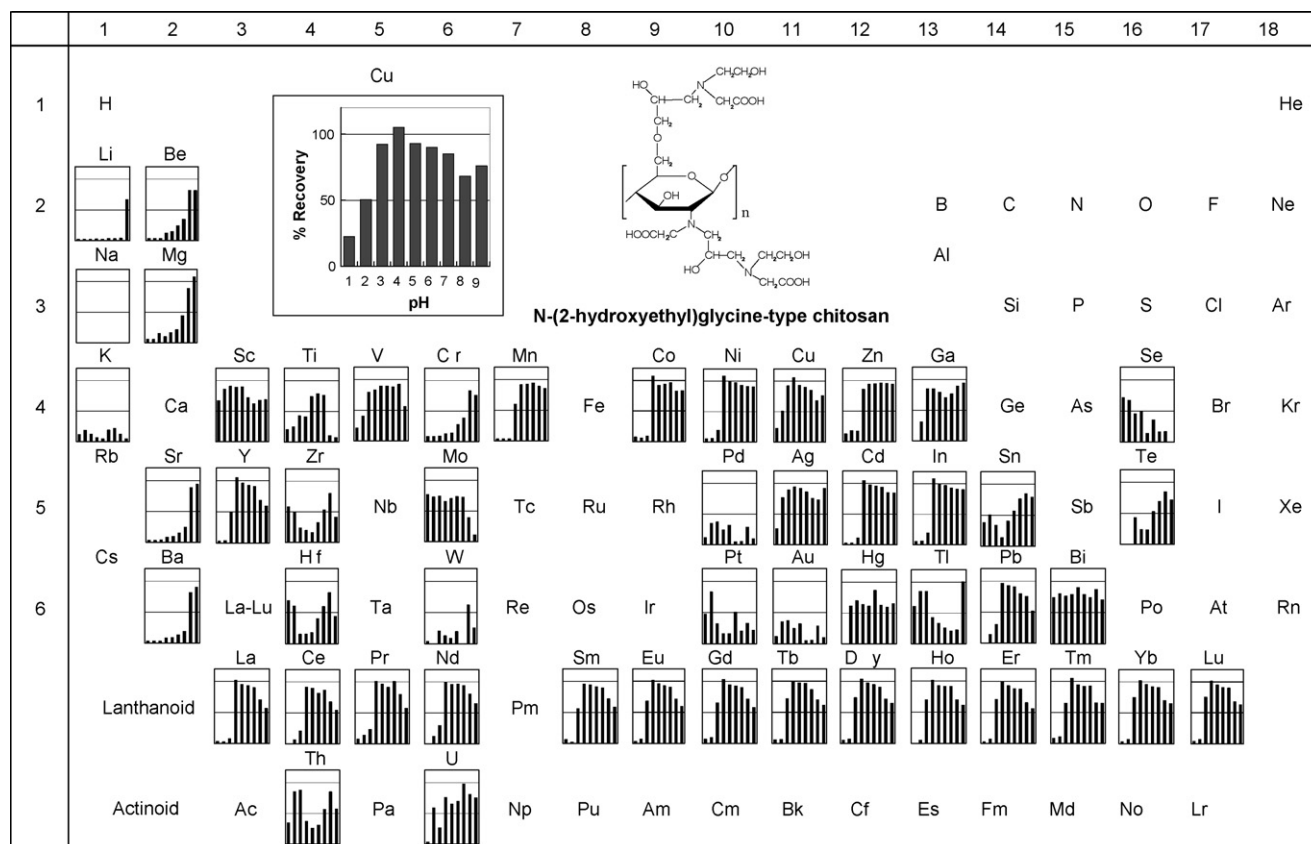 1 2 3 4 5 6 7 8 9 10 11 12 13 14 15 16 17 18
Cu
1 H He
% Recovery
100
50
0
1 2 3 4 5 6 7 8 9
pH
HO
CH
CH₂
N
CH₂CH₂OH
CH₂COOH
CH₂
O
CH₂
O
O
HO
n
N
HOOCH₂C
CH₂
CH
CH₂
HO
N
CH₂CH₂OH
CH₂COOH
N-(2-hydroxyethyl)glycine-type chitosan
Li Be
2 B C N O F Ne
Na Mg Al
3 Si P S Cl Ar
K Sc Ti V C r Mn Co Ni Cu Zn Ga Se
4 Ca Fe Ge As Br Kr
Rb Sr Y Zr Mo Pd Ag Cd In Sn Te
5 Nb Tc Ru Rh Sb I Xe
Cs Ba H f W Pt Au Hg Tl Pb Bi
6 La-Lu Ta Re Os Ir Po At Rn
La Ce Pr Nd Sm Eu Gd Tb D y Ho Er Tm Yb Lu
Lanthanoid Pm
Th U
Actinoid Ac Pa Np Pu Am Cm Bk Cf Es Fm Md No Lr